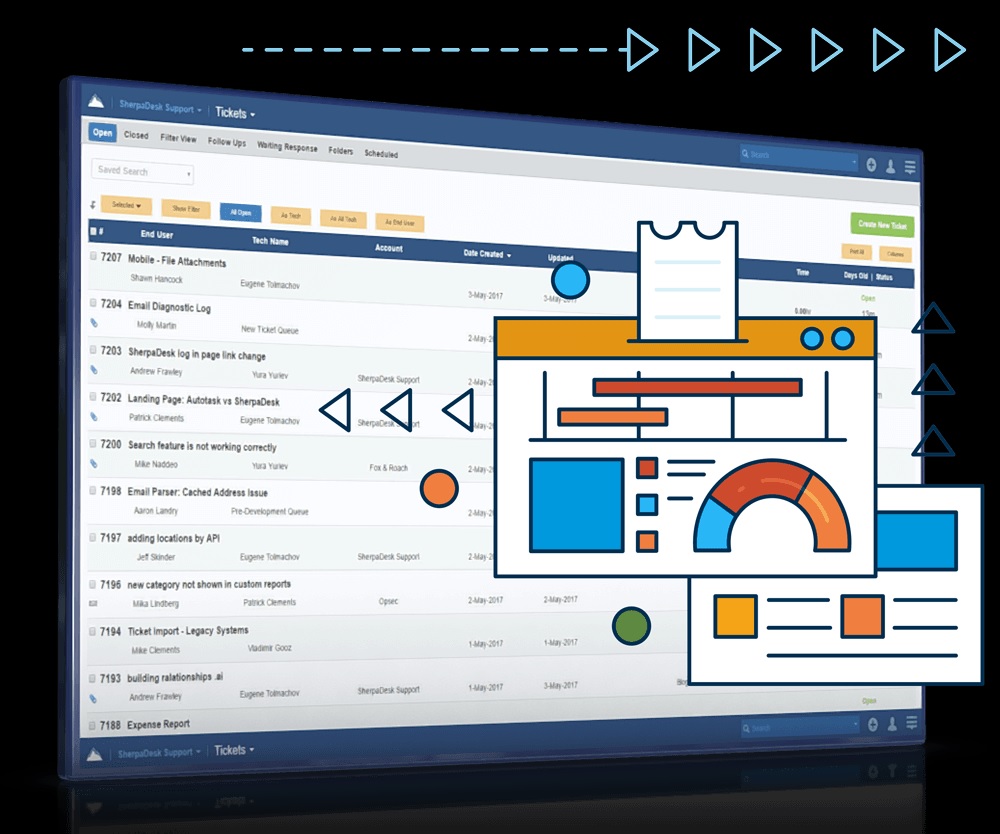 SherpaDesk Support Tickets
Search
Open Closed Filter View Follow Ups Waiting Response Folders Scheduled
Saved Search
Create New Ticket
Selected Show Filter All Open As Tech As All Tech As End User
Columns
# End User Tech Name Account Date Created Updated Time Days Old | Status
7207 Mobile - File Attachments
Open
Shawn Hancock Eugene Tolmachov 3-May-2017 3-May-2017
7204 Email Diagnostic Log
Molly Martin New Ticket Queue 2-May-20
7203 SherpaDesk log in page link change
Andrew Frawley Yura Yuriev SherpaDesk Support
7202 Landing Page: Autotask vs SherpaDesk
Patrick Clements Eugene Tolmachov SherpaDesk Support
7200 Search feature is not working correctly
Mike Naddeo Yura Yuriev Fox & Roach
7198 Email Parser: Cached Address Issue
Aaron Landry Pre-Development Queue
7197 adding locations by API
Jeff Skinder Eugene Tolmachov SherpaDesk Support
7196 new category not shown in custom reports
Mika Lindberg Patrick Clements Opsec 2-May-2017 2-May-2017
7194 Ticket Import - Legacy Systems
Mike Clements Vladimir Gooz 1-May-2017 1-May-2017
7193 building ralationships .ai
Andrew Frawley Eugene Tolmachov SherpaDesk Support 1-May-2017 3-May-2017
Open
7188 Expense Report
SherpaDesk Support Tickets
Search